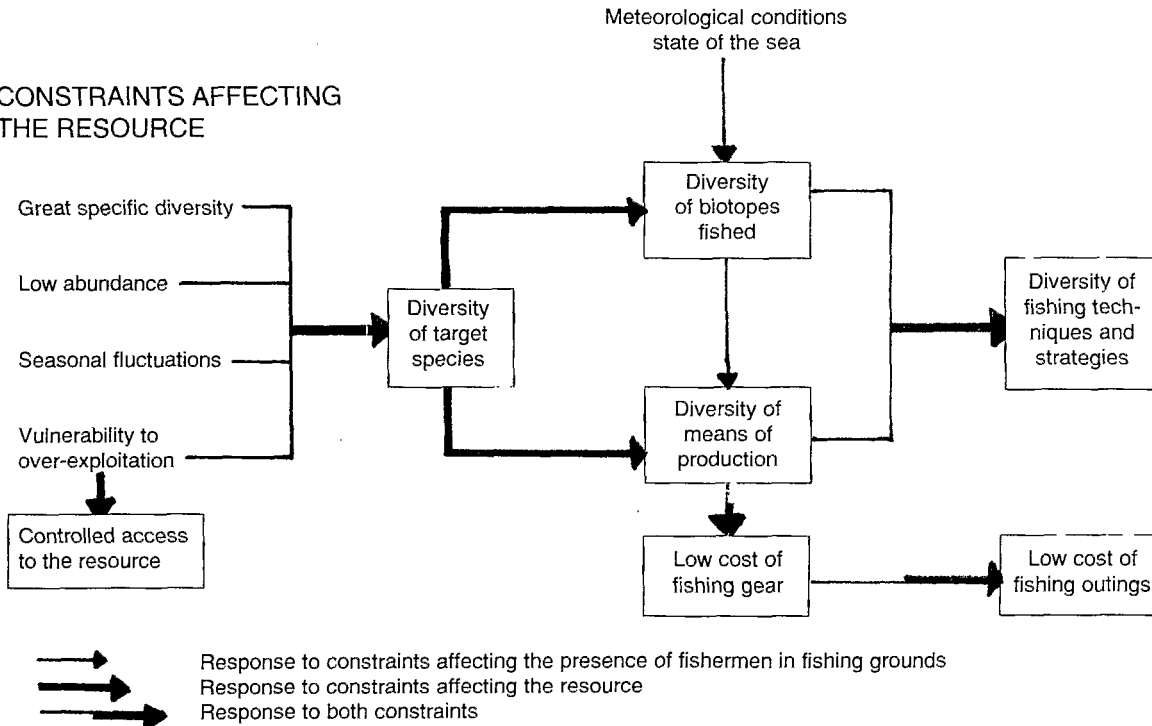 Meteorological conditions
state of the sea
CONSTRAINTS AFFECTING
THE RESOURCE
Great specific diversity
Low abundance
Seasonal fluctuations
Vulnerability to
over-exploitation
Controlled access
to the resource
Diversity
of target
species
Diversity
of biotopes
fished
Diversity of
means of
production
Low cost of
fishing gear
Diversity of
fishing tech-
niques and
strategies
Low cost of
fishing outings
Response to constraints affecting the presence of fishermen in fishing grounds
Response to constraints affecting the resource
Response to both constraints